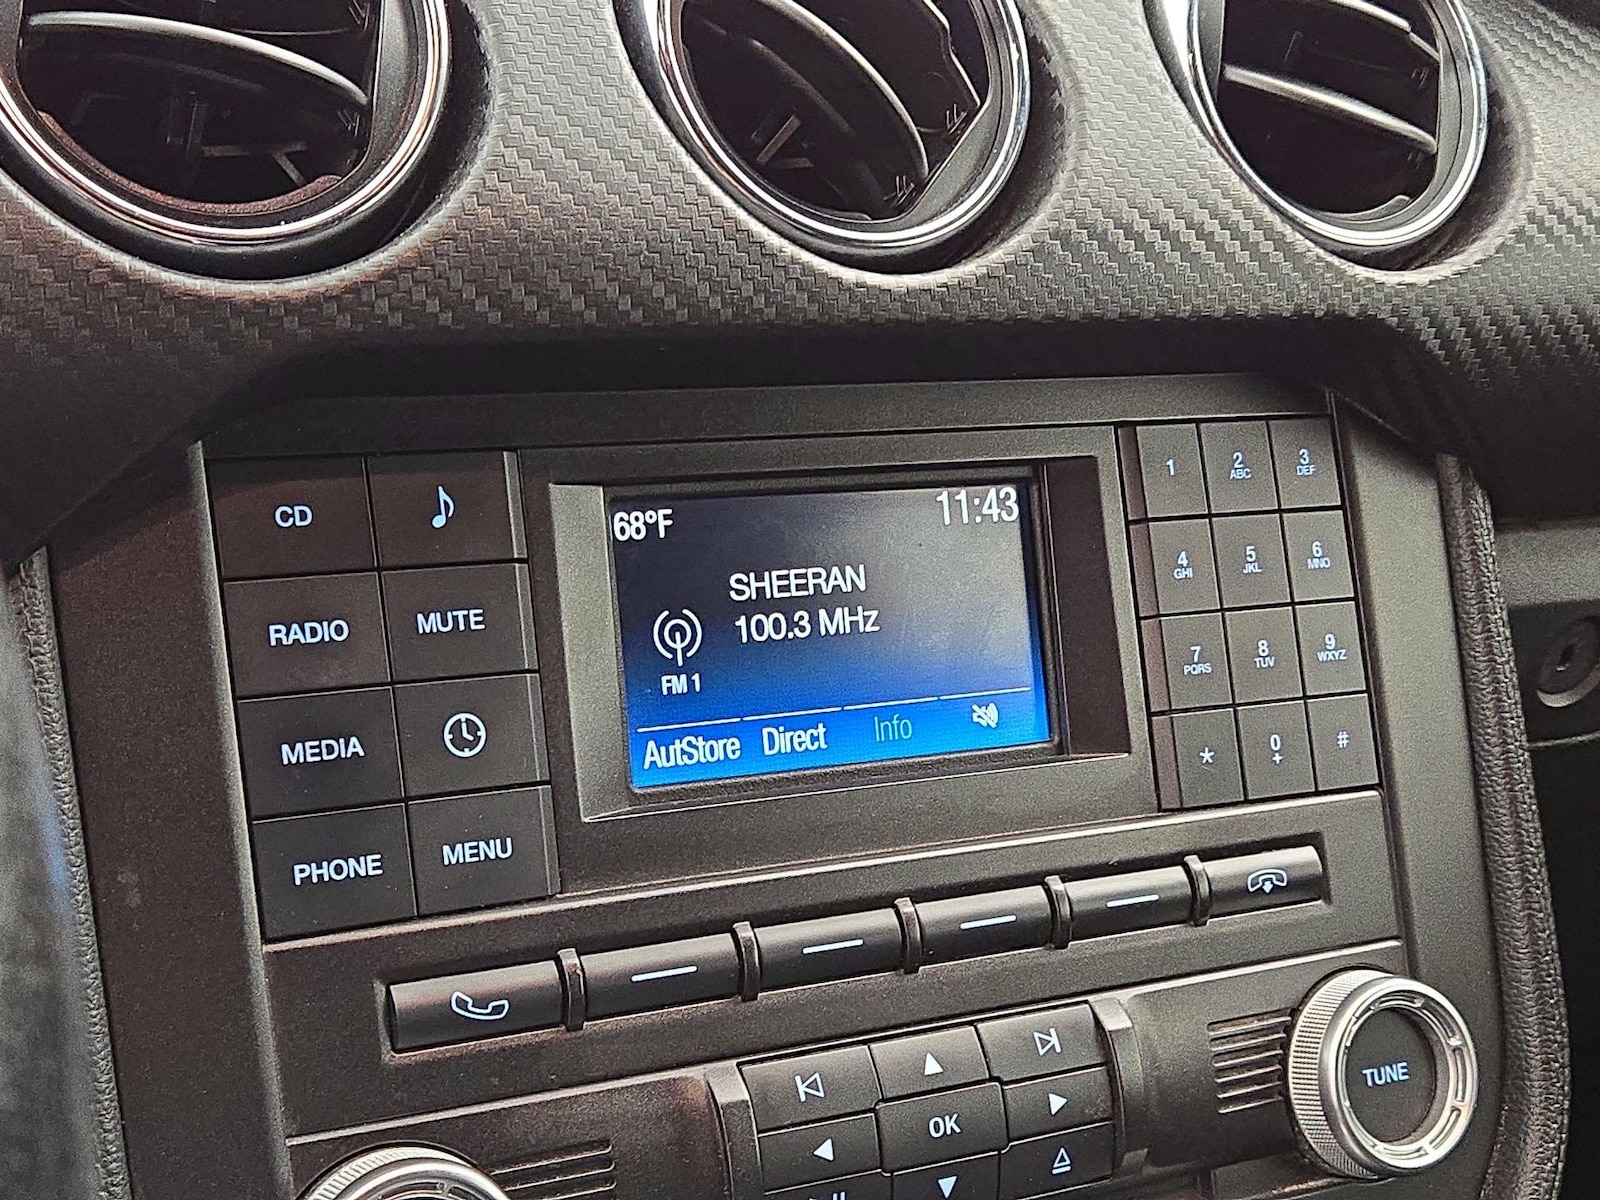 68°F 11:43
SHEERAN
100.3 MHz
FM 1
AutStore Direct Info
CD
RADIO MUTE
MEDIA
PHONE MENU
1 2 ABC 3 DEF
4 GHI 5 JKL 6 MNO
7 PQRS 8 TUV 9 WXYZ
* 0 + #
OK
TUNE